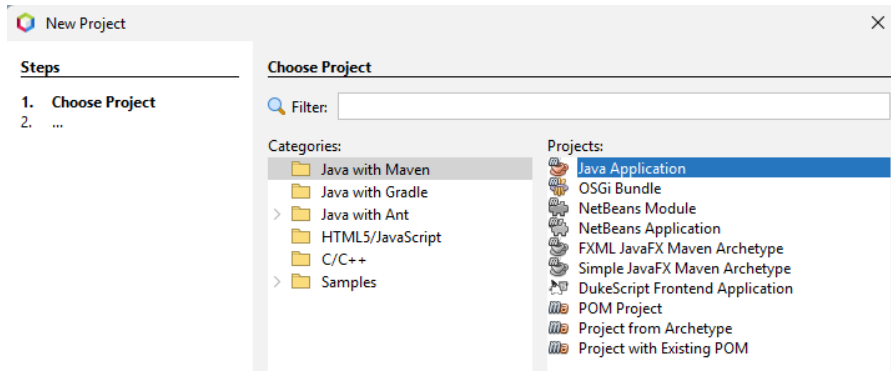 New Project
Steps
1. Choose Project
2. ...
Choose Project
Filter:
Categories:
Java with Maven
Java with Gradle
Java with Ant
HTML5/JavaScript
C/C++
Samples
Projects:
Java Application
OSGi Bundle
NetBeans Module
NetBeans Application
FXML JavaFX Maven Archetype
Simple JavaFX Maven Archetype
DukeScript Frontend Application
POM Project
Project from Archetype
Project with Existing POM